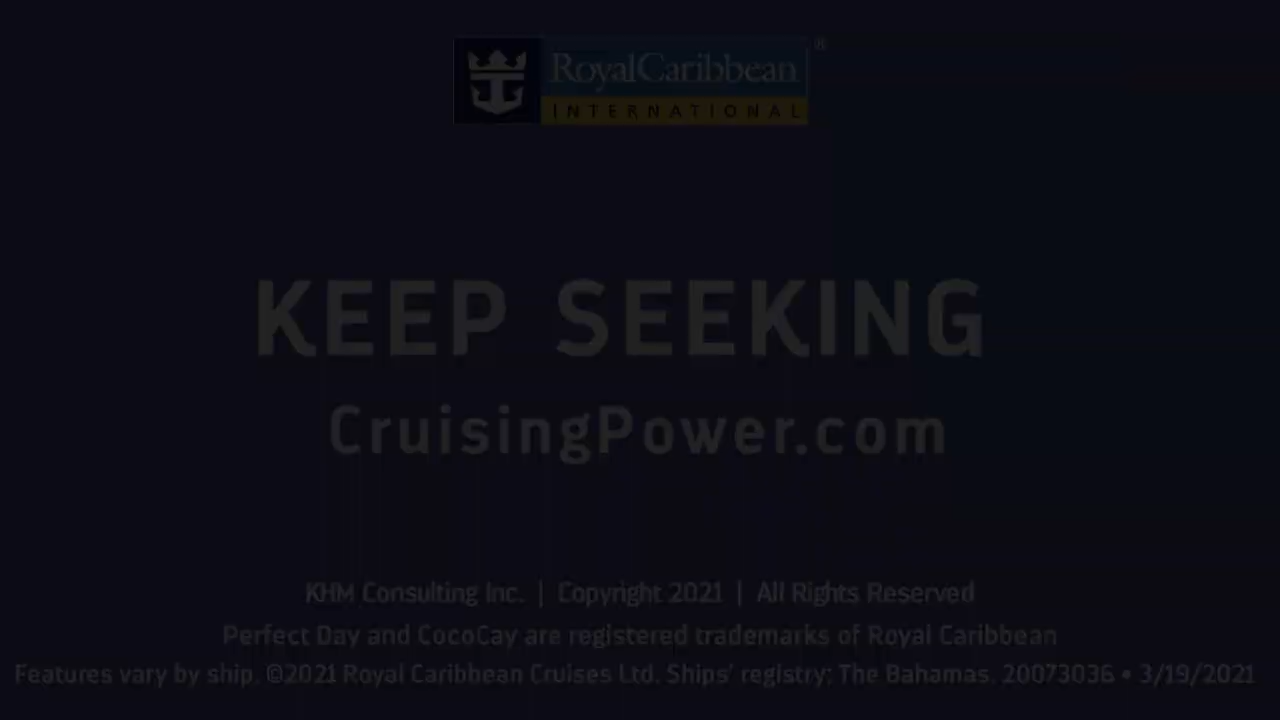 RoyalCaribbean®
INTERNATIONAL
KEEP SEEKING
CruisingPower.com
KHM Consulting Inc. | Copyright 2021 | All Rights Reserved
Perfect Day and CocoCay are registered trademarks of Royal Caribbean
Features vary by ship. ©2021 Royal Caribbean Cruises Ltd. Ships' registry: The Bahamas. 20073036 • 3/19/2021